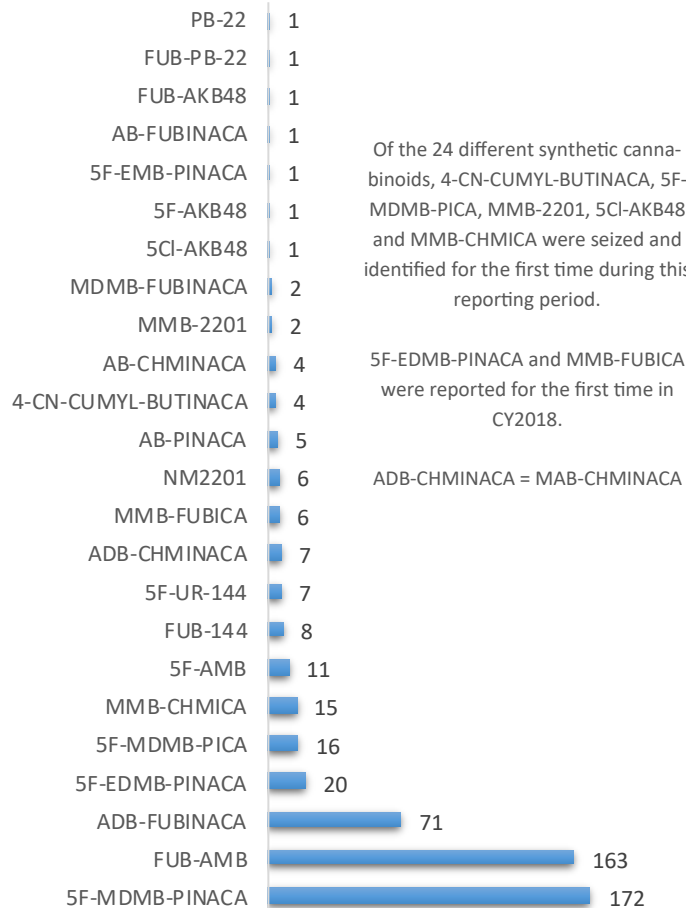 PB-22 1
FUB-PB-22 1
FUB-AKB48 1
AB-FUBINACA 1
5F-EMB-PINACA 1
5F-AKB48 1
5Cl-AKB48 1
MDMB-FUBINACA 2
MMB-2201 2
AB-CHMINACA 4
4-CN-CUMYL-BUTINACA 4
AB-PINACA 5
NM2201 6
MMB-FUBICA 6
ADB-CHMINACA 7
5F-UR-144 7
FUB-144 8
5F-AMB 11
MMB-CHMICA 15
5F-MDMB-PICA 16
5F-EDMB-PINACA 20
ADB-FUBINACA 71
FUB-AMB 163
5F-MDMB-PINACA 172
Of the 24 different synthetic canna-
binoids, 4-CN-CUMYL-BUTINACA, 5F-
MDMB-PICA, MMB-2201, 5Cl-AKB48
and MMB-CHMICA were seized and
identified for the first time during this
reporting period.
5F-EDMB-PINACA and MMB-FUBICA
were reported for the first time in
CY2018.
ADB-CHMINACA = MAB-CHMINACA